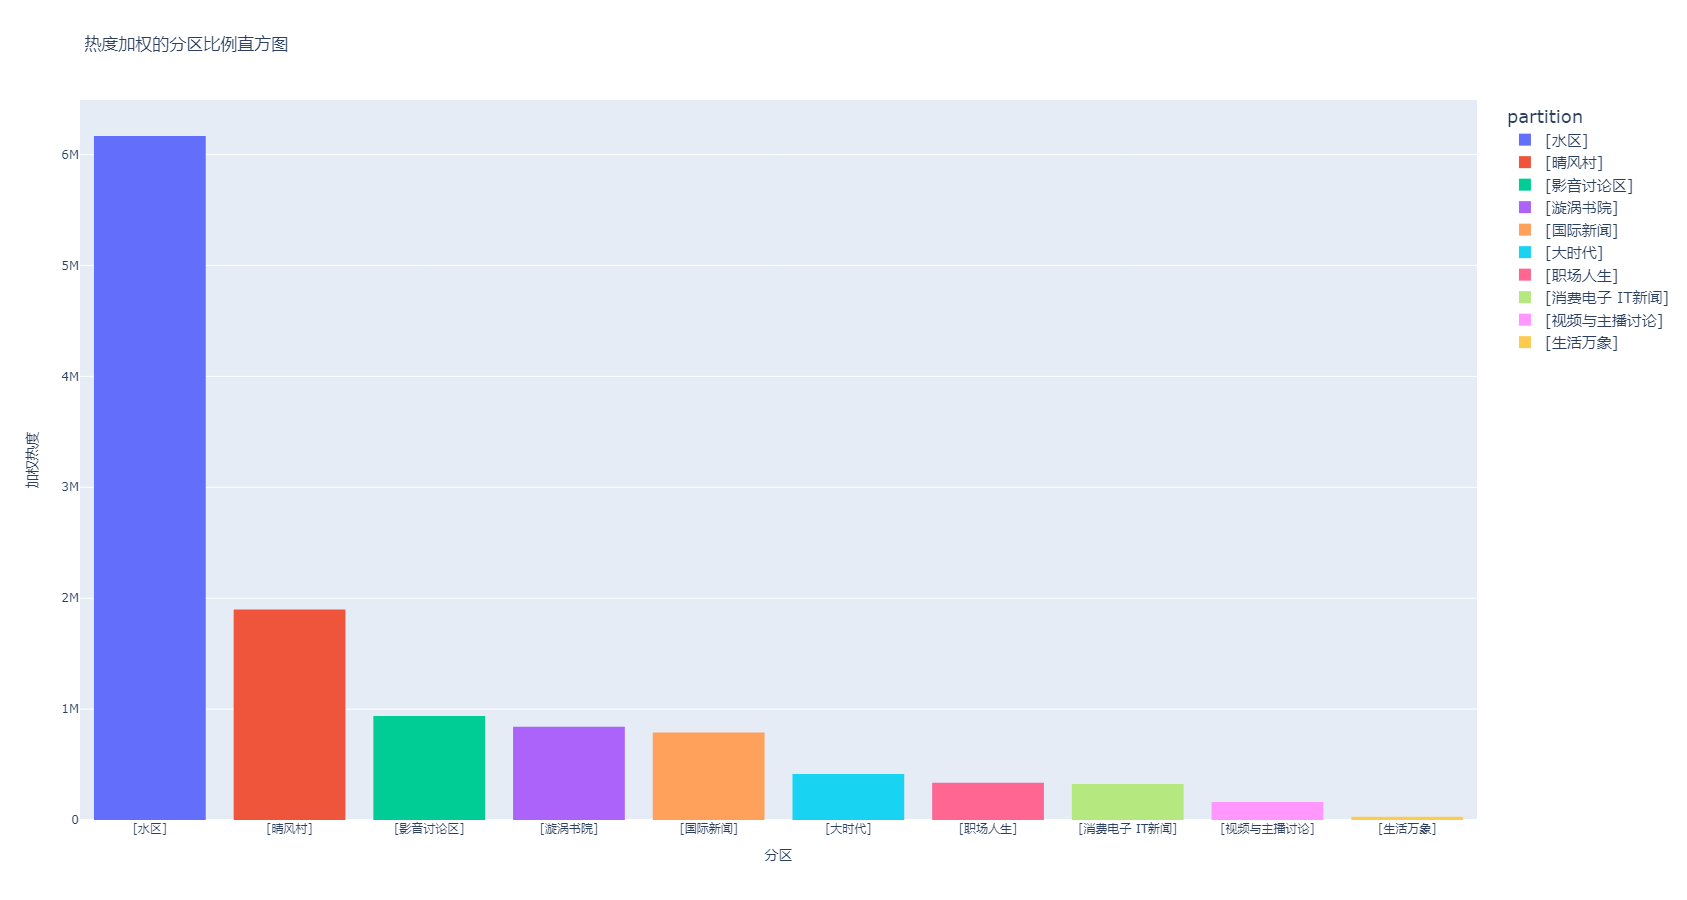 热度加权的分区比例直方图
partition
[水区]
[晴风村]
[影音讨论区]
[漩涡书院]
[国际新闻]
[大时代]
[职场人生]
[消费电子 IT新闻]
[视频与主播讨论]
[生活万象]
6M
5M
4M
3M
2M
1M
0
加权热度
[水区] [晴风村] [影音讨论区] [漩涡书院] [国际新闻] [大时代] [职场人生] [消费电子 IT新闻] [视频与主播讨论] [生活万象]
分区